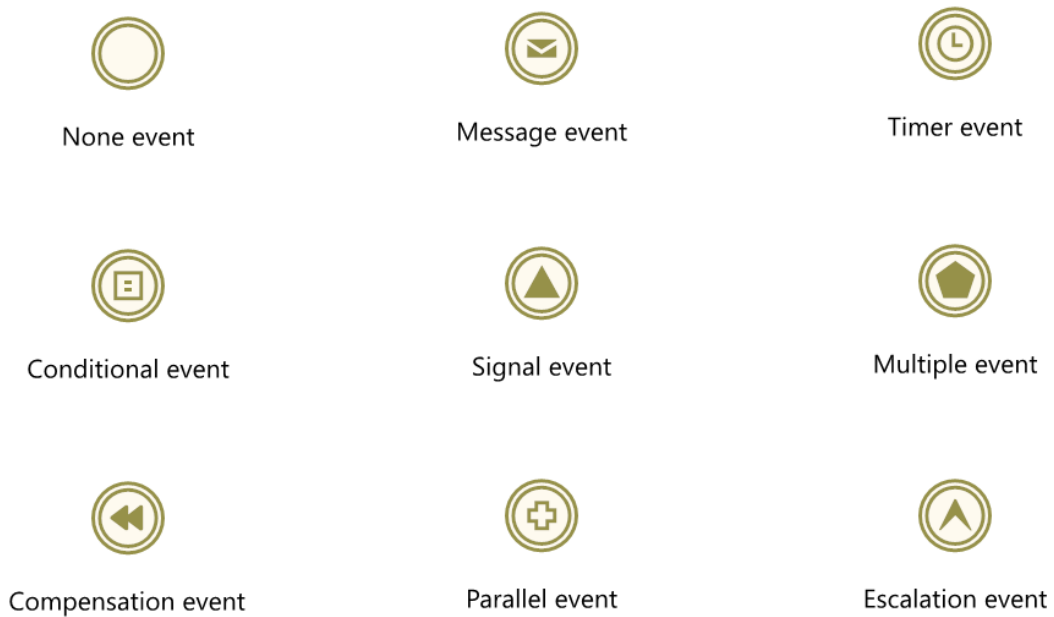 None event
Message event
Timer event
Conditional event
Signal event
Multiple event
Compensation event
Parallel event
Escalation event